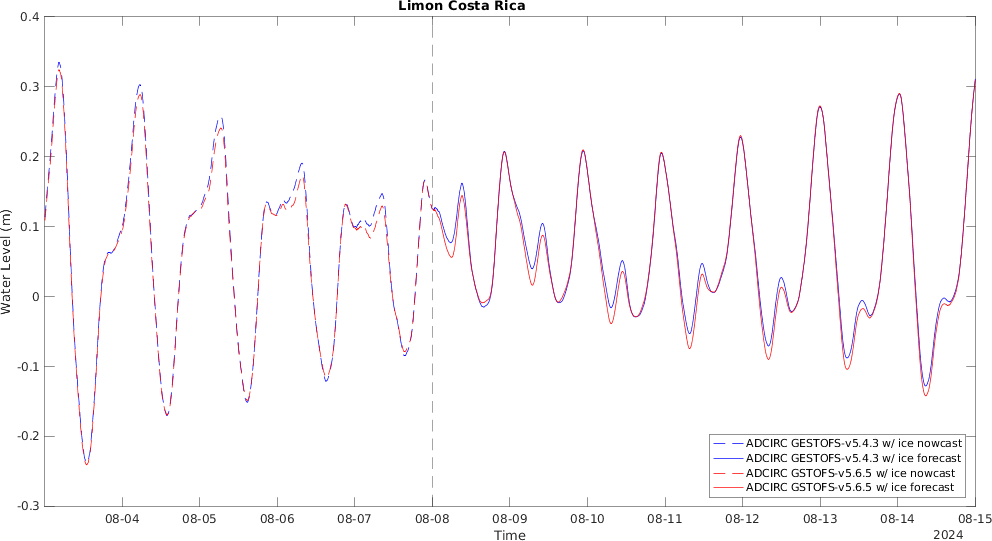 Limon Costa Rica
0.4
0.3
0.2
0.1
0
-0.1
-0.2
-0.3
Water Level (m)
ADCIRC GESTOFS-v5.4.3 w/ ice nowcast
ADCIRC GESTOFS-v5.4.3 w/ ice forecast
ADCIRC GSTOFS-v5.6.5 w/ ice nowcast
ADCIRC GSTOFS-v5.6.5 w/ ice forecast
08-04 08-05 08-06 08-07 08-08 08-09 08-10 08-11 08-12 08-13 08-14 08-15
Time
2024